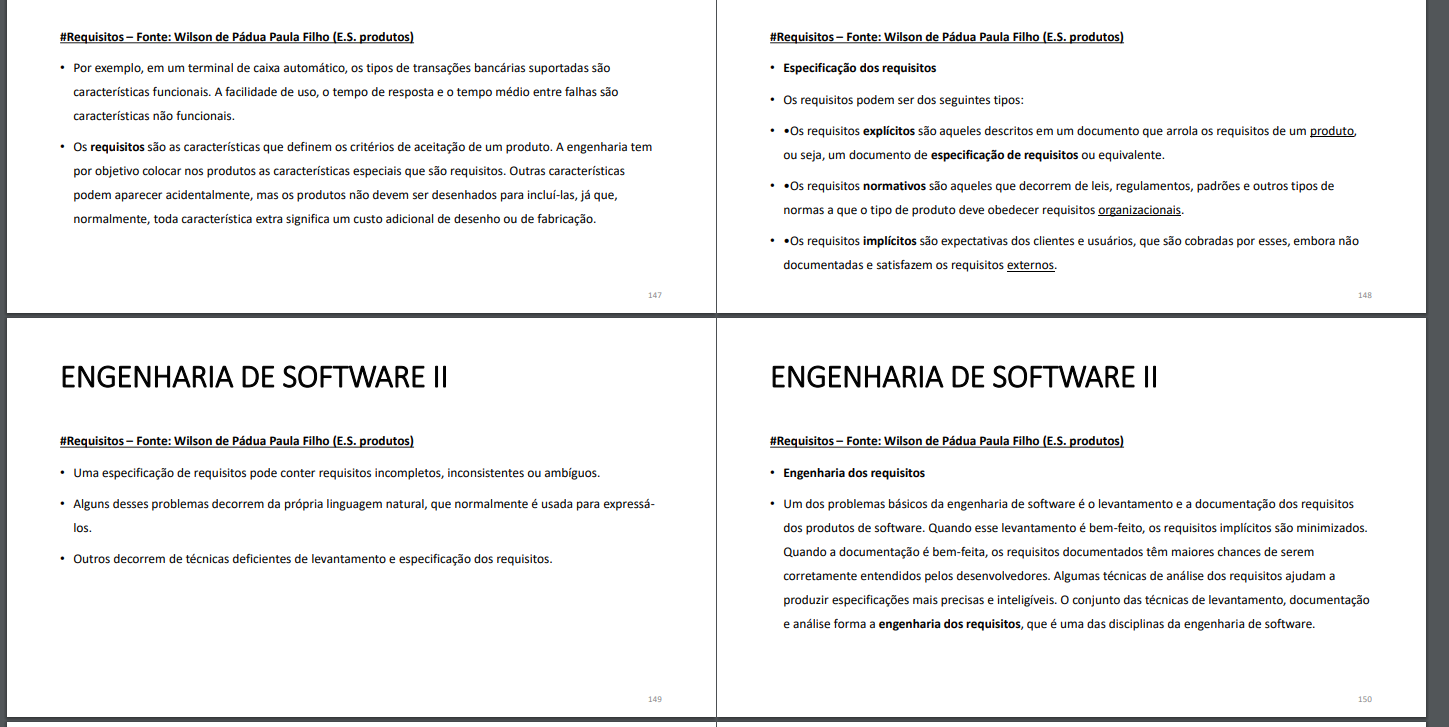 #Requisitos – Fonte: Wilson de Pádua Paula Filho (E.S. produtos)
• Por exemplo, em um terminal de caixa automático, os tipos de transações bancárias suportadas são
características funcionais. A facilidade de uso, o tempo de resposta e o tempo médio entre falhas são
características não funcionais.
• Os requisitos são as características que definem os critérios de aceitação de um produto. A engenharia tem
por objetivo colocar nos produtos as características especiais que são requisitos. Outras características
podem aparecer acidentalmente, mas os produtos não devem ser desenhados para incluí-las, já que,
normalmente, toda característica extra significa um custo adicional de desenho ou de fabricação.
147
#Requisitos – Fonte: Wilson de Pádua Paula Filho (E.S. produtos)
• Especificação dos requisitos
• Os requisitos podem ser dos seguintes tipos:
• •Os requisitos explícitos são aqueles descritos em um documento que arrola os requisitos de um produto,
ou seja, um documento de especificação de requisitos ou equivalente.
• •Os requisitos normativos são aqueles que decorrem de leis, regulamentos, padrões e outros tipos de
normas a que o tipo de produto deve obedecer requisitos organizacionais.
• •Os requisitos implícitos são expectativas dos clientes e usuários, que são cobradas por esses, embora não
documentadas e satisfazem os requisitos externos.
148
ENGENHARIA DE SOFTWARE II
#Requisitos – Fonte: Wilson de Pádua Paula Filho (E.S. produtos)
• Uma especificação de requisitos pode conter requisitos incompletos, inconsistentes ou ambíguos.
• Alguns desses problemas decorrem da própria linguagem natural, que normalmente é usada para expressá-
los.
• Outros decorrem de técnicas deficientes de levantamento e especificação dos requisitos.
149
ENGENHARIA DE SOFTWARE II
#Requisitos – Fonte: Wilson de Pádua Paula Filho (E.S. produtos)
• Engenharia dos requisitos
• Um dos problemas básicos da engenharia de software é o levantamento e a documentação dos requisitos
dos produtos de software. Quando esse levantamento é bem-feito, os requisitos implícitos são minimizados.
Quando a documentação é bem-feita, os requisitos documentados têm maiores chances de serem
corretamente entendidos pelos desenvolvedores. Algumas técnicas de análise dos requisitos ajudam a
produzir especificações mais precisas e inteligíveis. O conjunto das técnicas de levantamento, documentação
e análise forma a engenharia dos requisitos, que é uma das disciplinas da engenharia de software.
150